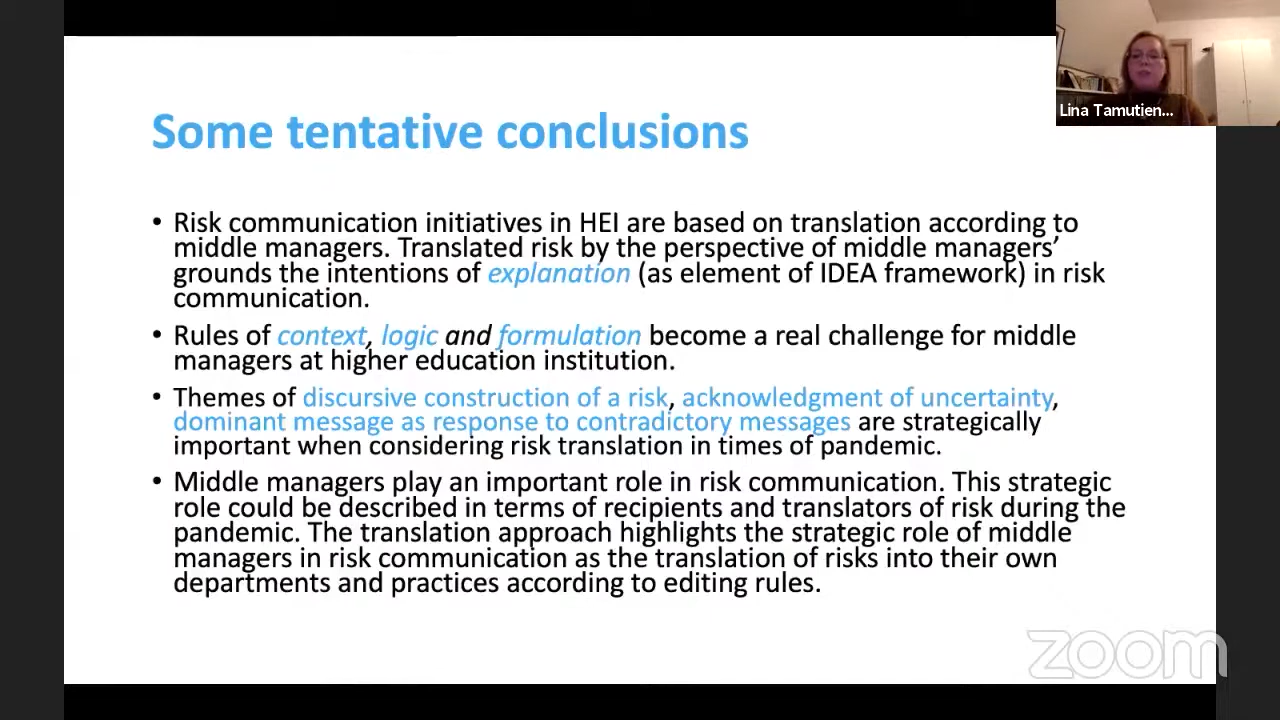 Lina Tamutien...
Some tentative conclusions
• Risk communication initiatives in HEI are based on translation according to
middle managers. Translated risk by the perspective of middle managers’
grounds the intentions of explanation (as element of IDEA framework) in risk
communication.
• Rules of context, logic and formulation become a real challenge for middle
managers at higher education institution.
• Themes of discursive construction of a risk, acknowledgment of uncertainty,
dominant message as response to contradictory messages are strategically
important when considering risk translation in times of pandemic.
• Middle managers play an important role in risk communication. This strategic
role could be described in terms of recipients and translators of risk during the
pandemic. The translation approach highlights the strategic role of middle
managers in risk communication as the translation of risks into their own
departments and practices according to editing rules.
zoom